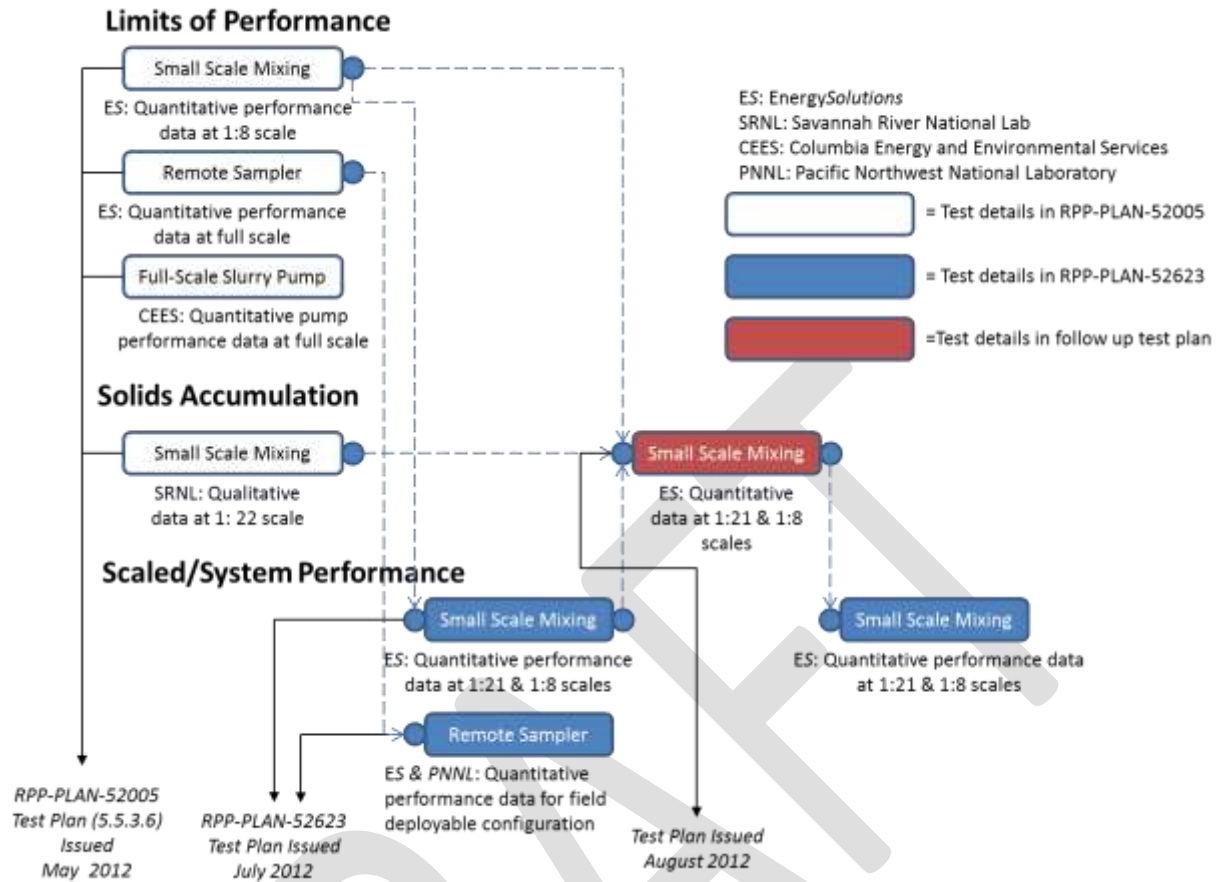 Limits of Performance
Small Scale Mixing
ES: Quantitative performance
data at 1:8 scale
Remote Sampler
ES: Quantitative performance
data at full scale
Full-Scale Slurry Pump
CEES: Quantitative pump
performance data at full scale
ES: EnergySolutions
SRNL: Savannah River National Lab
CEES: Columbia Energy and Environmental Services
PNNL: Pacific Northwest National Laboratory
= Test details in RPP-PLAN-52005
= Test details in RPP-PLAN-52623
=Test details in follow up test plan
Solids Accumulation
Small Scale Mixing
SRNL: Qualitative
data at 1: 22 scale
Small Scale Mixing
ES: Quantitative
data at 1:21 & 1:8
scales
Scaled/System Performance
Small Scale Mixing
ES: Quantitative performance
data at 1:21 & 1:8 scales
Small Scale Mixing
ES: Quantitative performance data
at 1:21 & 1:8 scales
Remote Sampler
ES & PNNL: Quantitative
performance data for field
deployable configuration
RPP-PLAN-52005
Test Plan (5.5.3.6)
Issued
May 2012
RPP-PLAN-52623
Test Plan Issued
July 2012
Test Plan Issued
August 2012
DRAFT